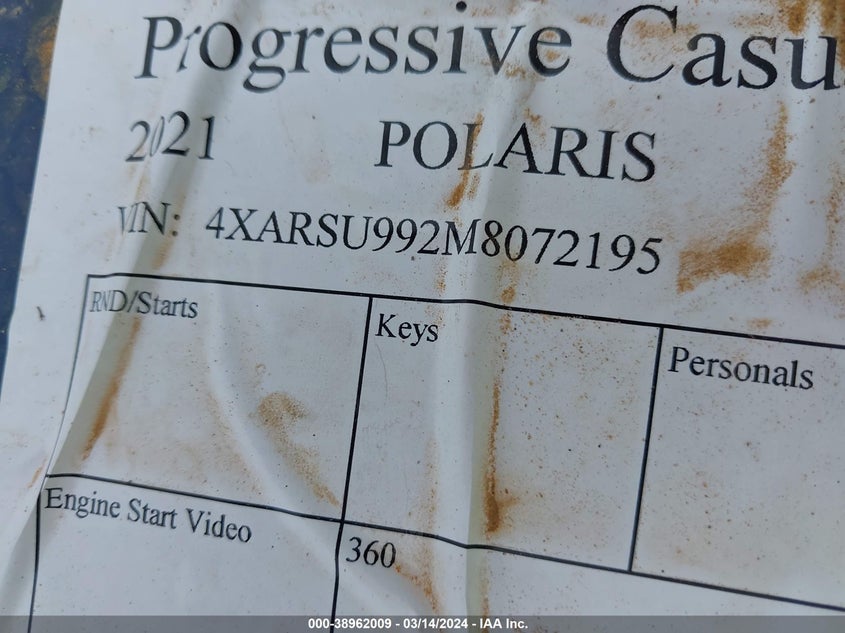 Progressive Casu
2021 POLARIS
VIN: 4XARSU992M8072195
RND/Starts
Keys
Personals
Engine Start Video
360
000-38962009 - 03/14/2024 - IAA Inc.